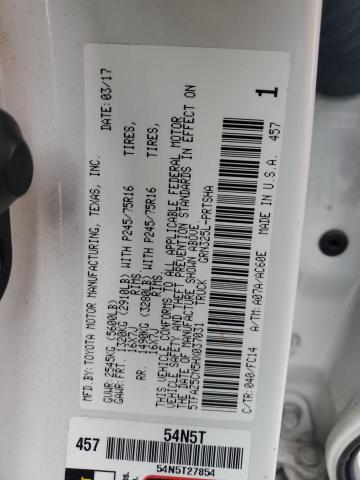 MFD. BY: TOYOTA MOTOR MANUFACTURING, TEXAS, INC. DATE: 03/17
GVWR: 2545KG (5600LB)
GAWR: FRT. 1320KG (2910LB) WITH P245/75R16 TIRES,
16X7J RIMS
RR. 1490KG (3280LB) WITH P245/75R16 TIRES,
16X7J RIMS
THIS VEHICLE CONFORMS TO ALL APPLICABLE FEDERAL MOTOR
VEHICLE SAFETY AND THEFT PREVENTION STANDARDS IN EFFECT ON
THE DATE OF MANUFACTURE SHOWN ABOVE.
5TFAZ5CN5HX037031 TRUCK GRN325L-PRTSHA
1
C/TR: 040/FC14 A/TM: A07A/AC60E MADE IN U.S.A. 457
457
54N5T
54N5T27854